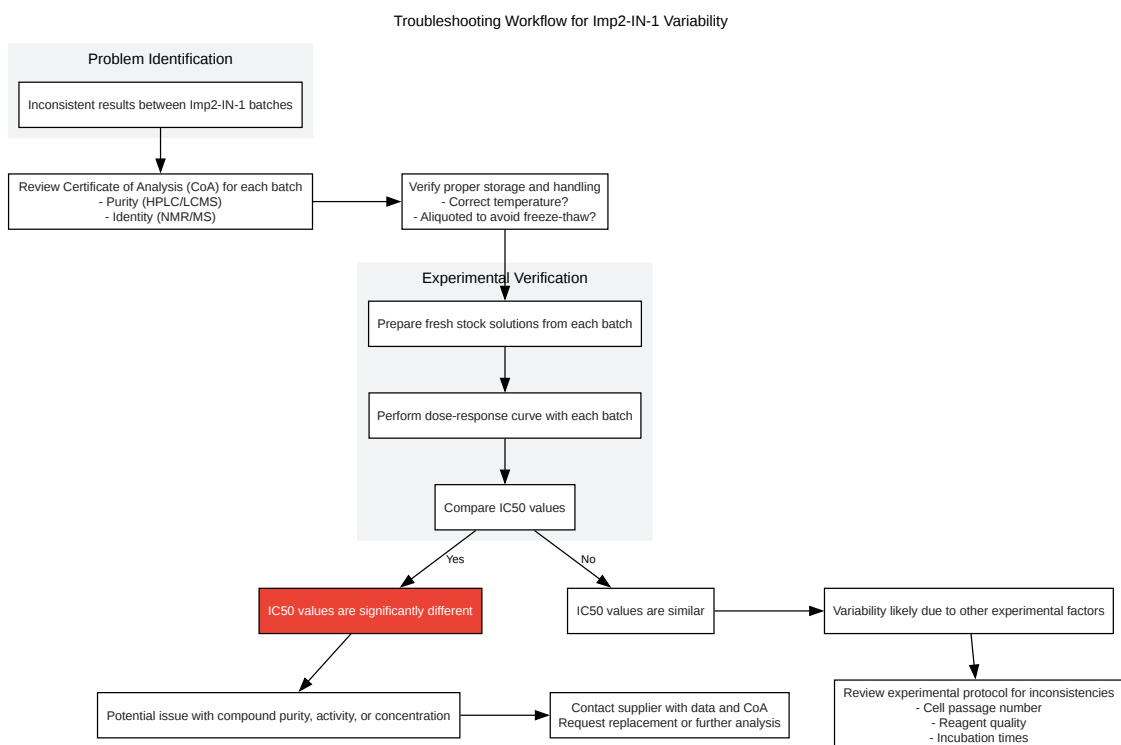 Troubleshooting Workflow for Imp2-IN-1 Variability
Problem Identification
Inconsistent results between Imp2-IN-1 batches
Review Certificate of Analysis (CoA) for each batch
- Purity (HPLC/LCMS)
- Identity (NMR/MS)
Verify proper storage and handling
- Correct temperature?
- Aliquoted to avoid freeze-thaw?
Experimental Verification
Prepare fresh stock solutions from each batch
Perform dose-response curve with each batch
Compare IC50 values
Yes
No
IC50 values are significantly different
IC50 values are similar
Variability likely due to other experimental factors
Potential issue with compound purity, activity, or concentration
Contact supplier with data and CoA
Request replacement or further analysis
Review experimental protocol for inconsistencies
- Cell passage number
- Reagent quality
- Incubation times